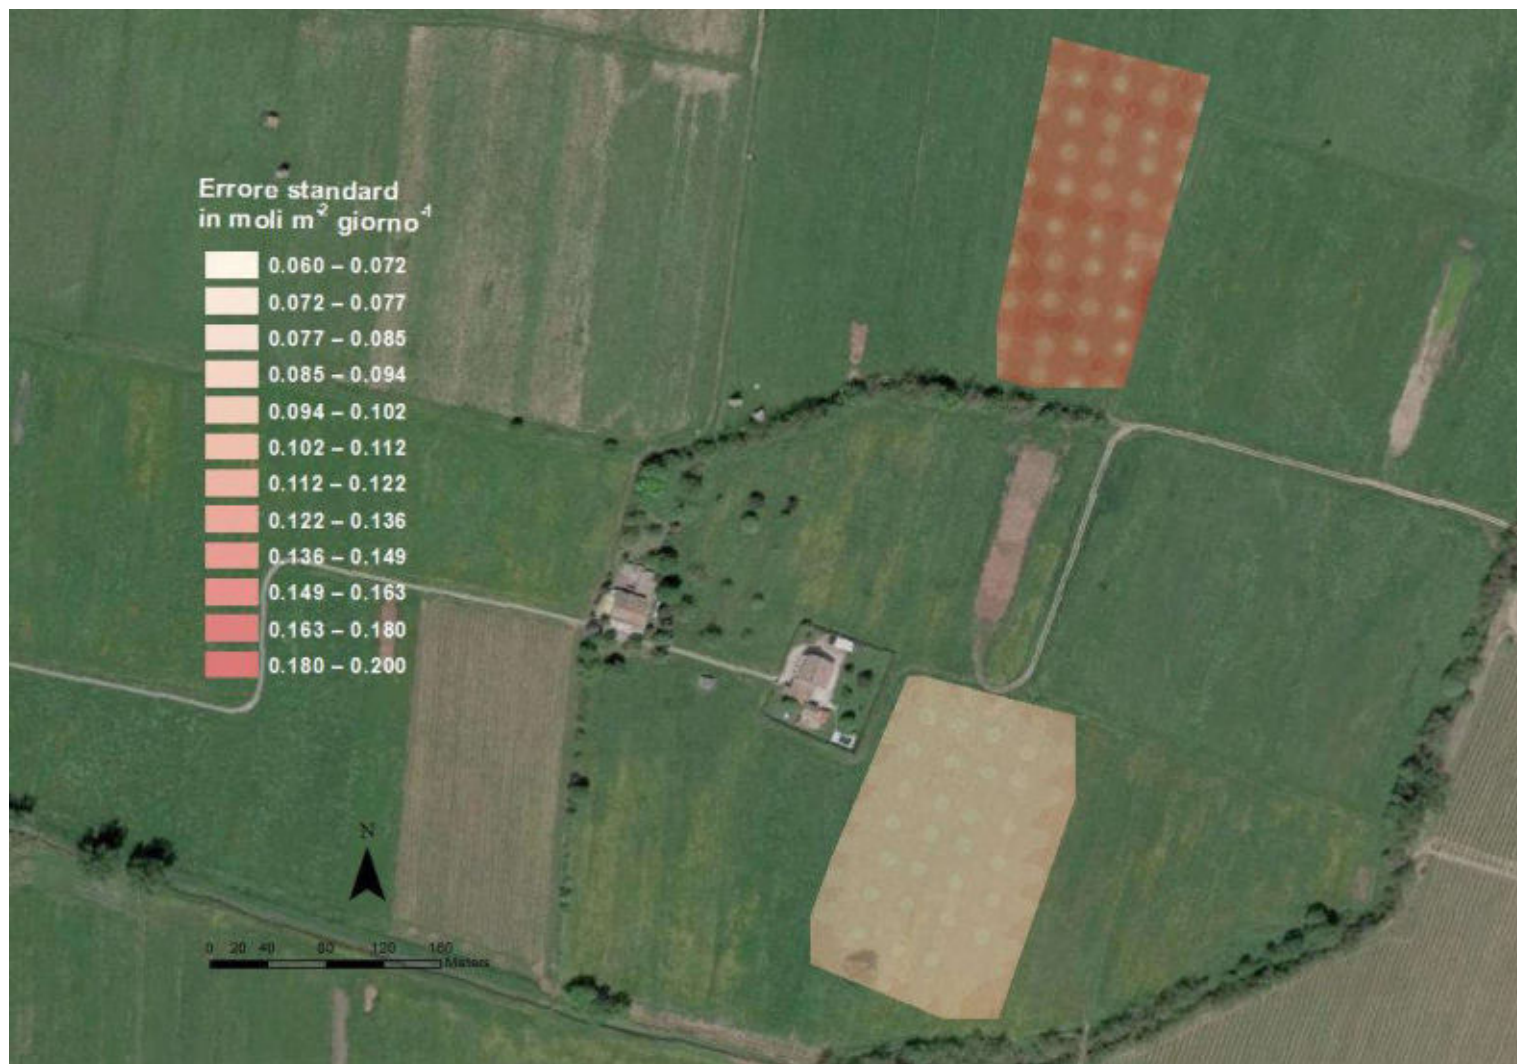 Errore standard
in moli m-2 giorno-1
0.060 – 0.072
0.072 – 0.077
0.077 – 0.085
0.085 – 0.094
0.094 – 0.102
0.102 – 0.112
0.112 – 0.122
0.122 – 0.136
0.136 – 0.149
0.149 – 0.163
0.163 – 0.180
0.180 – 0.200
N
0 20 40 80 120 160
Meters